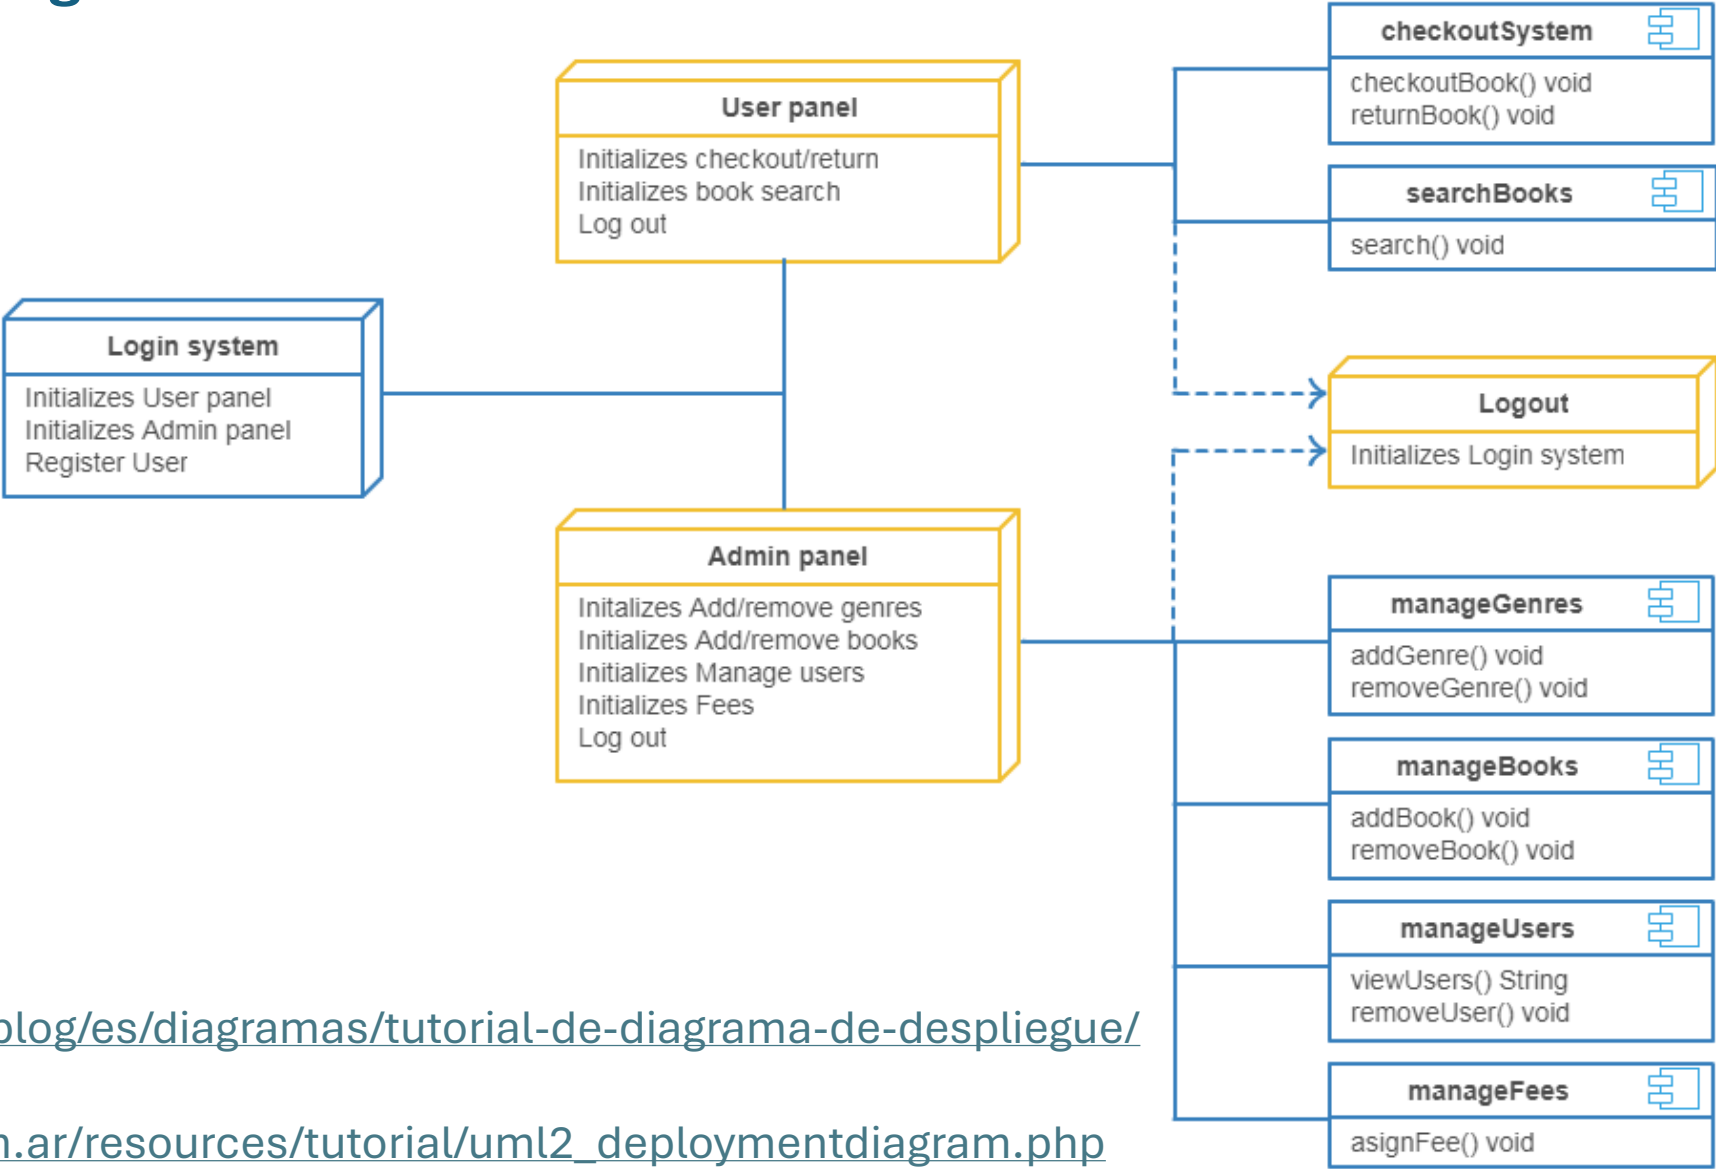 checkoutSystem
checkoutBook() void
returnBook() void
User panel
Initializes checkout/return
Initializes book search
Log out
searchBooks
search() void
Login system
Initializes User panel
Initializes Admin panel
Register User
Logout
Initializes Login system
Admin panel
Initalizes Add/remove genres
Initializes Add/remove books
Initializes Manage users
Initializes Fees
Log out
manageGenres
addGenre() void
removeGenre() void
manageBooks
addBook() void
removeBook() void
manageUsers
viewUsers() String
removeUser() void
manageFees
asignFee() void
blog/es/diagramas/tutorial-de-diagrama-de-despliegue/
.ar/resources/tutorial/uml2_deploymentdiagram.php